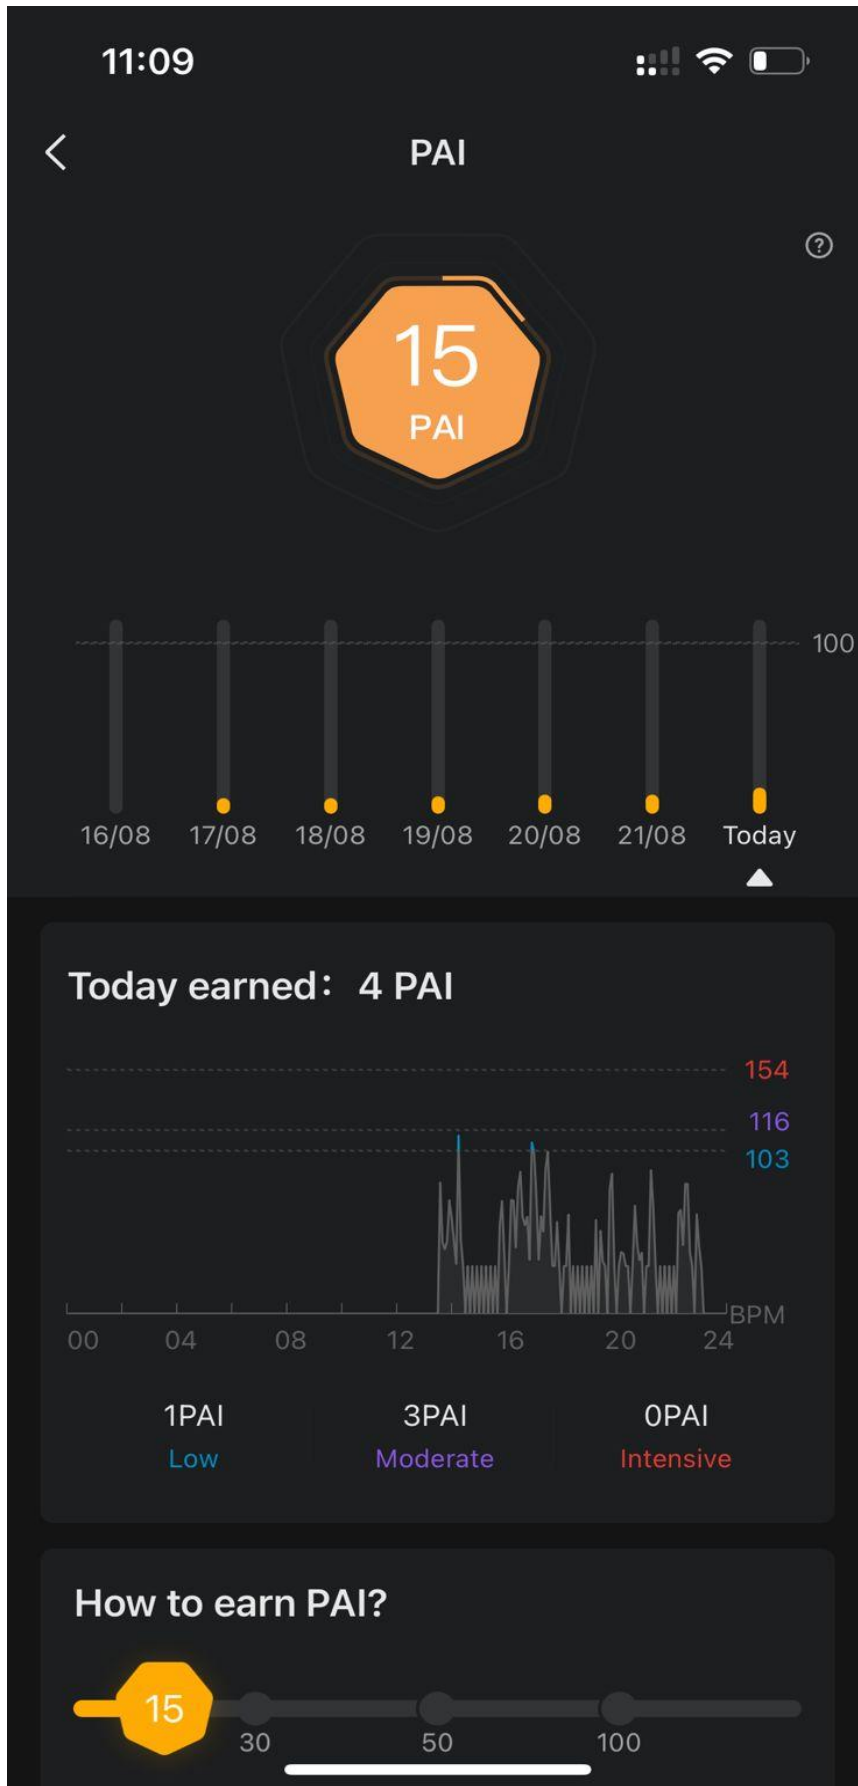 11:09
PAI
15
PAI
100
16/08 17/08 18/08 19/08 20/08 21/08 Today
Today earned: 4 PAI
154
116
103
BPM
00 04 08 12 16 20 24
1PAI 3PAI 0PAI
Low Moderate Intensive
How to earn PAI?
15
30 50 100